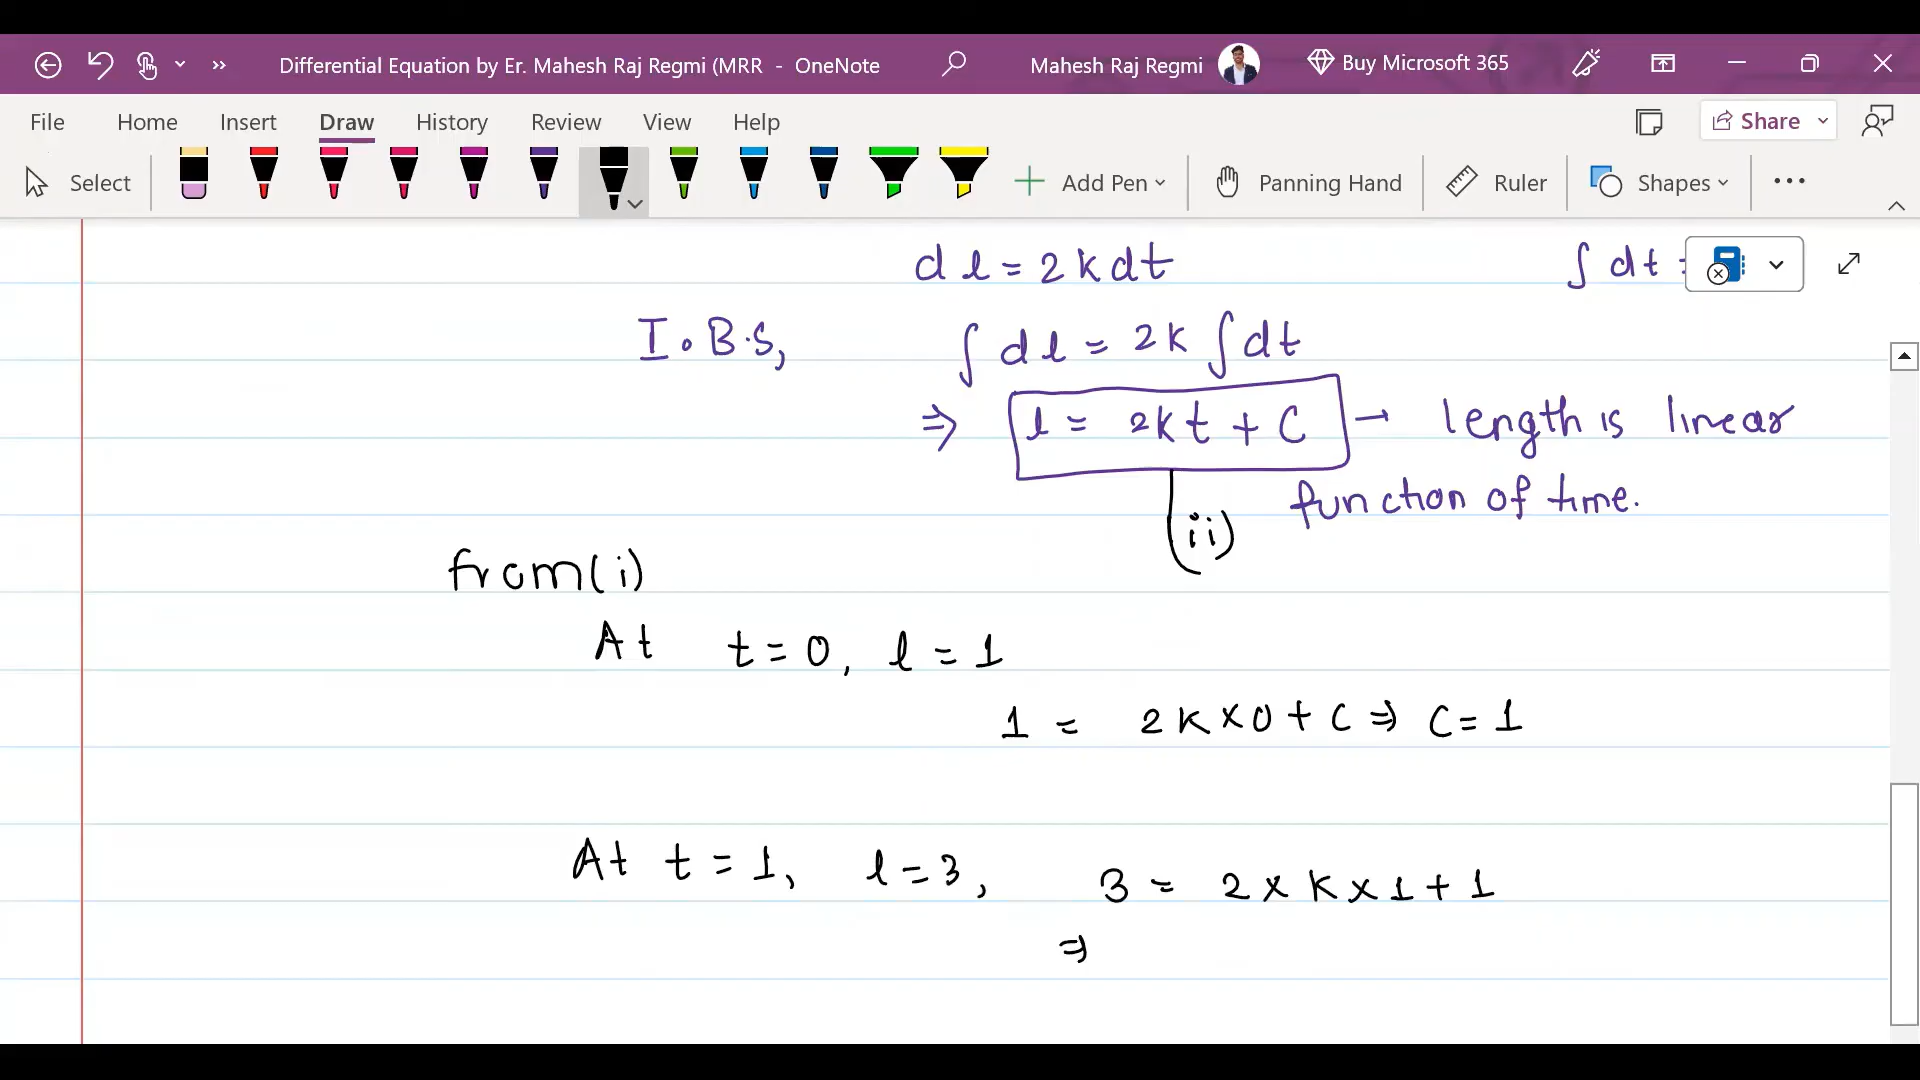 Differential Equation by Er. Mahesh Raj Regmi (MRR - OneNote
Mahesh Raj Regmi
Buy Microsoft 365
File Home Insert Draw History Review View Help
Share
Select
Add Pen
Panning Hand
Ruler
Shapes
dl = 2kdt
∫dt =
I.B.S,
∫dl = 2k∫dt
⇒ l = 2kt + C → length is linear
function of time.
(ii)
from(i)
At t = 0, l = 1
1 = 2k×0 + C ⇒ C = 1
At t = 1, l = 3, 3 = 2×k×1+1
⇒